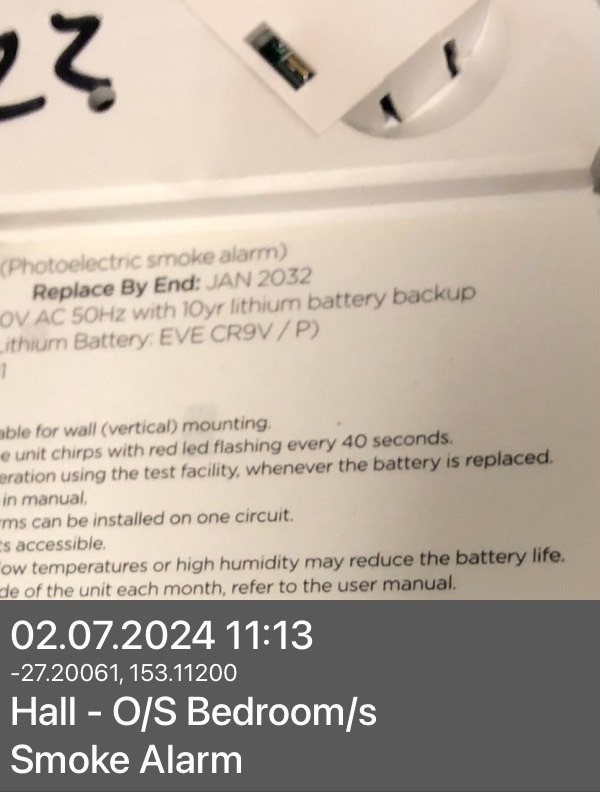 2?
(Photoelectric smoke alarm)
Replace By End: JAN 2032
0V AC 50Hz with 10yr lithium battery backup
Lithium Battery: EVE CR9V / P)
1
able for wall (vertical) mounting.
e unit chirps with red led flashing every 40 seconds.
eration using the test facility, whenever the battery is replaced.
in manual.
ms can be installed on one circuit.
s accessible.
ow temperatures or high humidity may reduce the battery life.
de of the unit each month, refer to the user manual.
02.07.2024 11:13
-27.20061, 153.11200
Hall - O/S Bedroom/s
Smoke Alarm